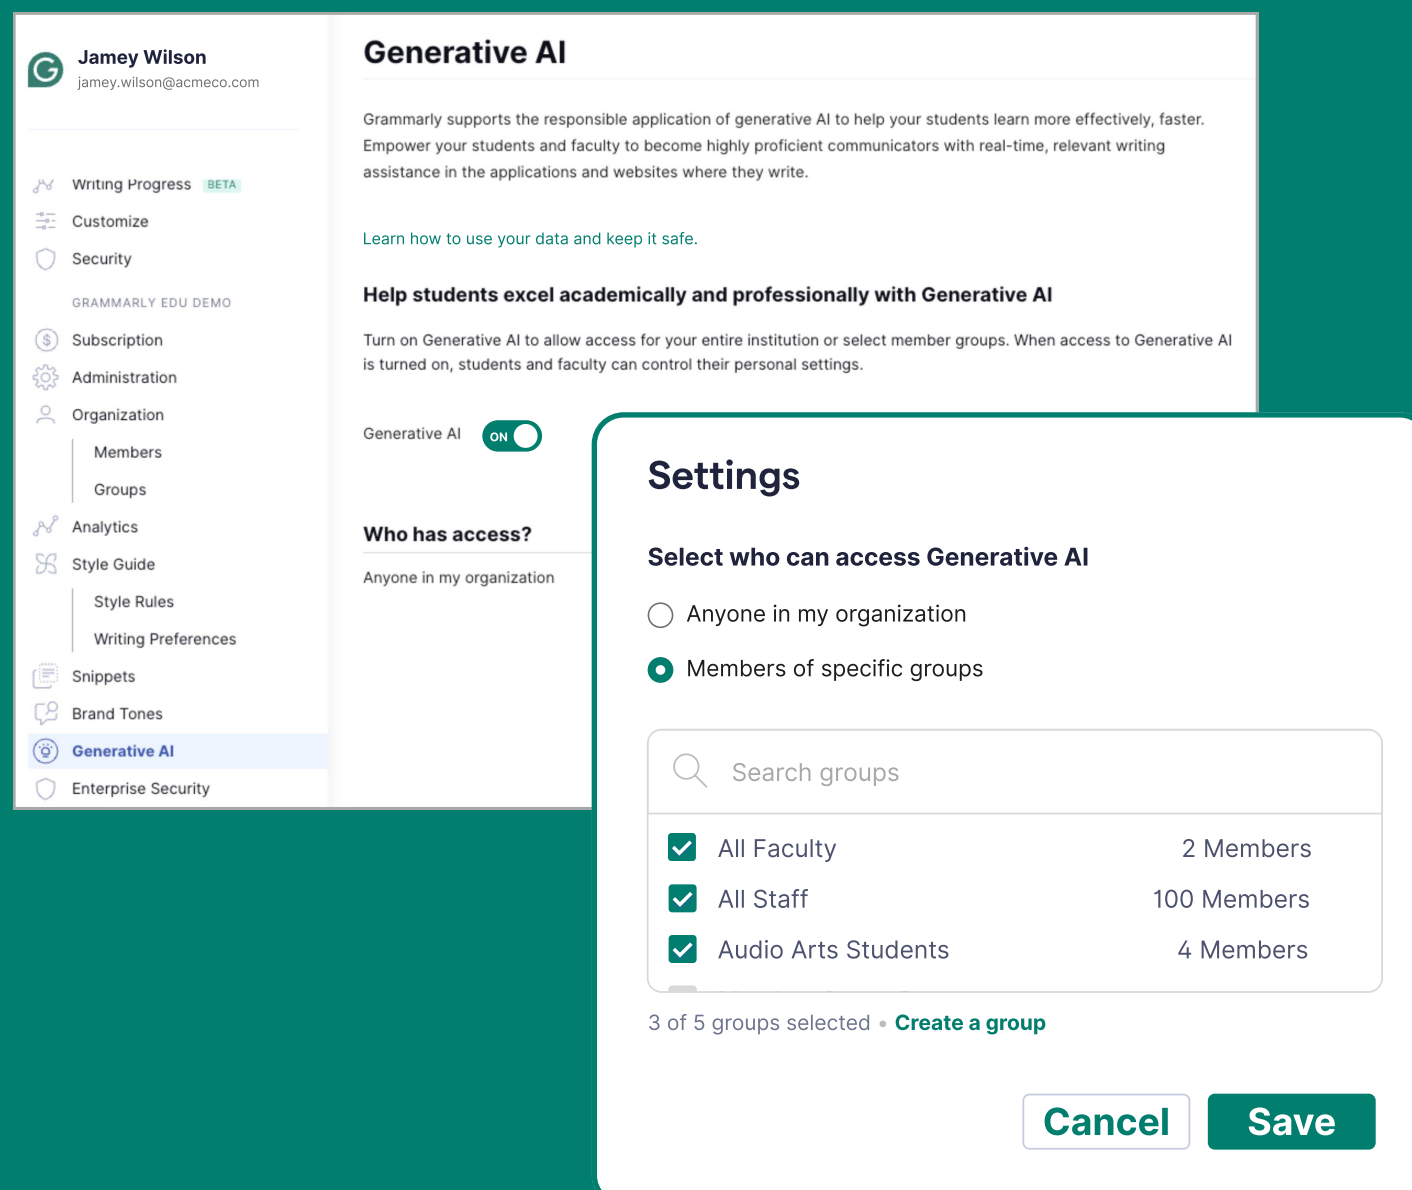 Jamey Wilson
jamey.wilson@acmeco.com
Writing Progress BETA
Customize
Security
GRAMMARLY EDU DEMO
Subscription
Administration
Organization
Members
Groups
Analytics
Style Guide
Style Rules
Writing Preferences
Snippets
Brand Tones
Generative AI
Enterprise Security
Generative AI
Grammarly supports the responsible application of generative AI to help your students learn more effectively, faster.
Empower your students and faculty to become highly proficient communicators with real-time, relevant writing
assistance in the applications and websites where they write.
Learn how to use your data and keep it safe.
Help students excel academically and professionally with Generative AI
Turn on Generative AI to allow access for your entire institution or select member groups. When access to Generative AI
is turned on, students and faculty can control their personal settings.
Generative AI ON
Who has access?
Anyone in my organization
Settings
Select who can access Generative AI
Anyone in my organization
Members of specific groups
Search groups
All Faculty 2 Members
All Staff 100 Members
Audio Arts Students 4 Members
3 of 5 groups selected • Create a group
Cancel Save